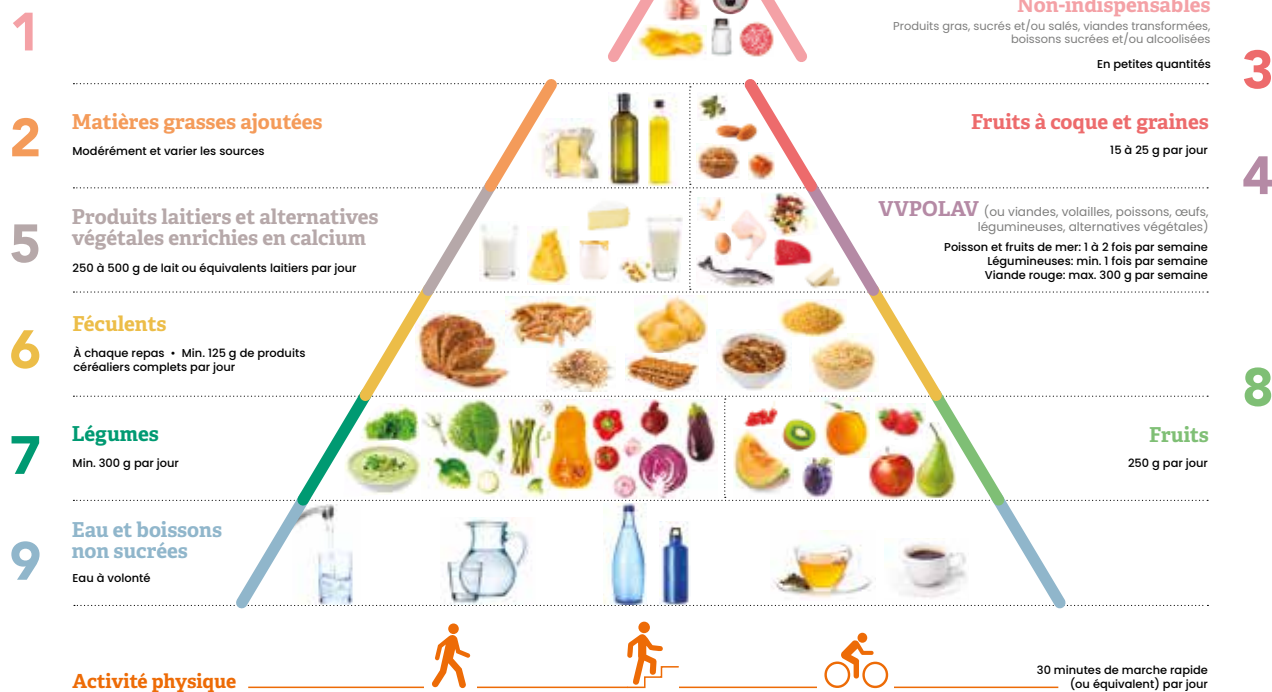 1
Non-indispensables
Produits gras, sucrés et/ou salés, viandes transformées,
boissons sucrées et/ou alcoolisées
En petites quantités
2
Matières grasses ajoutées
Modérément et varier les sources
3
Fruits à coque et graines
15 à 25 g par jour
5
Produits laitiers et alternatives
végétales enrichies en calcium
250 à 500 g de lait ou équivalents laitiers par jour
4
VVPOLAV (ou viandes, volailles, poissons, œufs,
légumineuses, alternatives végétales)
Poisson et fruits de mer: 1 à 2 fois par semaine
Légumineuses: min. 1 fois par semaine
Viande rouge: max. 300 g par semaine
6
Féculents
À chaque repas • Min. 125 g de produits
céréaliers complets par jour
7
Légumes
Min. 300 g par jour
8
Fruits
250 g par jour
9
Eau et boissons
non sucrées
Eau à volonté
Activité physique
30 minutes de marche rapide
(ou équivalent) par jour